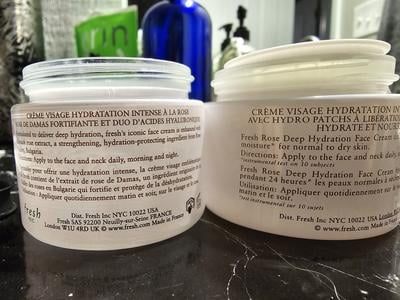 CRÈME VISAGE HYDRATATION INTENSE À LA ROSE
DE DAMAS FORTIFIANTE ET DUO D'ACIDES HYALURONIQUES
formulated to deliver deep hydration, fresh's iconic face cream is enhanced with
extract, a strengthening, hydration-protecting ingredient from
Apply to the face and neck daily, morning and night.
pour offrir une hydratation intense, la crème visage emblématique
contient de l'extrait de rose de Damas, un ingrédient
roses en Bulgarie qui fortifie et protège de la déshydratation.
Utilisation: Appliquer quotidiennement matin et soir, sur le visage et le cou.
fresh
Dist. Fresh Inc NYC 10022 USA
Fresh SAS 92200 Neuilly-sur-Seine FRANCE
London W1U 4RD UK © www.fresh.com Made in France
CRÈME VISAGE HYDRATATION
AVEC HYDRO PATCHS À LIBÉRATION
HYDRATE ET
Fresh Rose Deep Hydration Face Cream
moisture* for normal to dry skin.
Directions: Apply to the face and neck daily,
*instrumental test on 10 subjects
Fresh Rose Deep Hydration Face Cream
pendant 24 heures* les peaux normales à
Utilisation: Appliquer quotidiennement sur le
matin et soir.
*test instrumental sur 10 sujets
Dist. Fresh Inc NYC 10022 USA London
© www.fresh.com Made in France